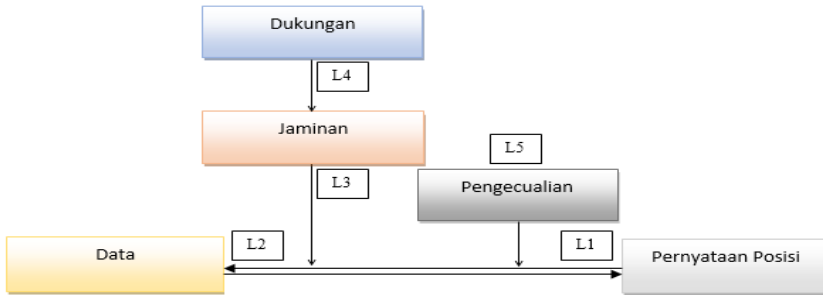 Dukungan
L4
Jaminan
L5
L3
Pengecualian
L2
L1
Data
Pernyataan Posisi